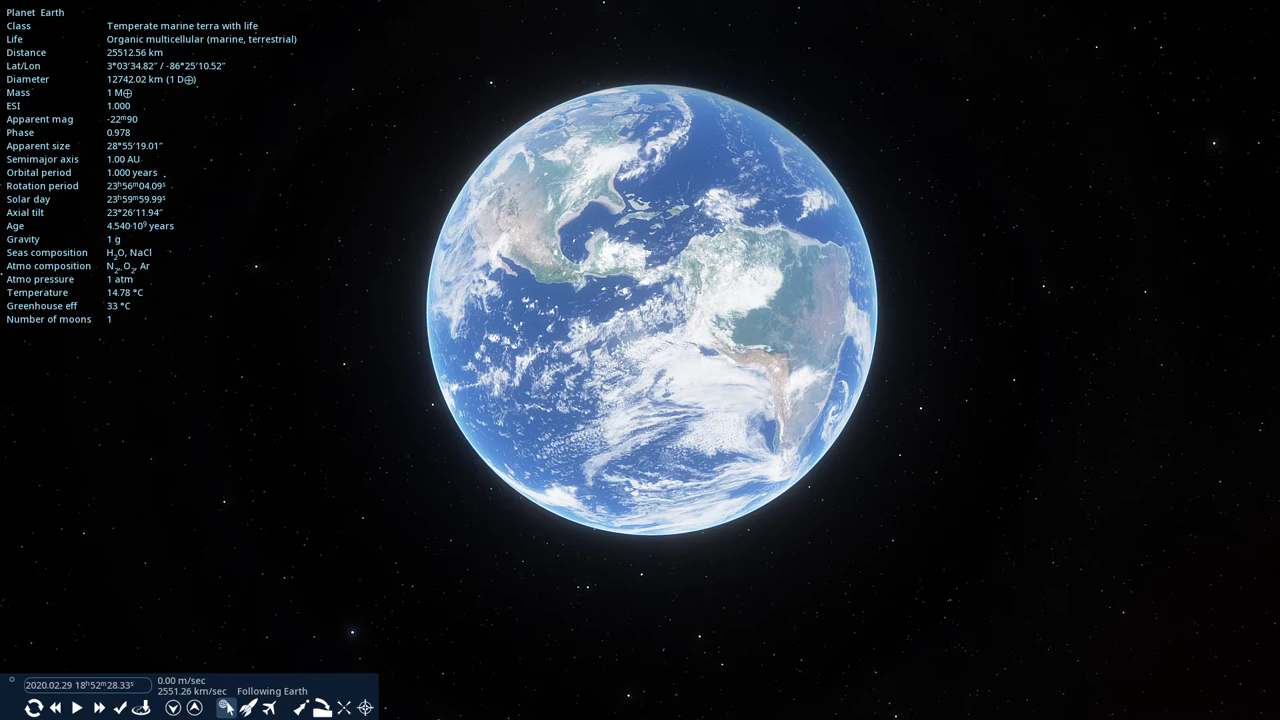 Planet Earth
Class Temperate marine terra with life
Life Organic multicellular (marine, terrestrial)
Distance 25512.56 km
Lat/Lon 3°03′34.82″ / -86°25′10.52″
Diameter 12742.02 km (1 D⊕)
Mass 1 M⊕
ESI 1.000
Apparent mag -22ᵐ90
Phase 0.978
Apparent size 28°55′19.01″
Semimajor axis 1.00 AU
Orbital period 1.000 years
Rotation period 23ʰ56ᵐ04.09ˢ
Solar day 23ʰ59ᵐ59.99ˢ
Axial tilt 23°26′11.94″
Age 4.540·10⁹ years
Gravity 1 g
Seas composition H₂O, NaCl
Atmo composition N₂, O₂, Ar
Atmo pressure 1 atm
Temperature 14.78 °C
Greenhouse eff 33 °C
Number of moons 1
2020.02.29 18ʰ52ᵐ28.33ˢ
0.00 m/sec
2551.26 km/sec Following Earth